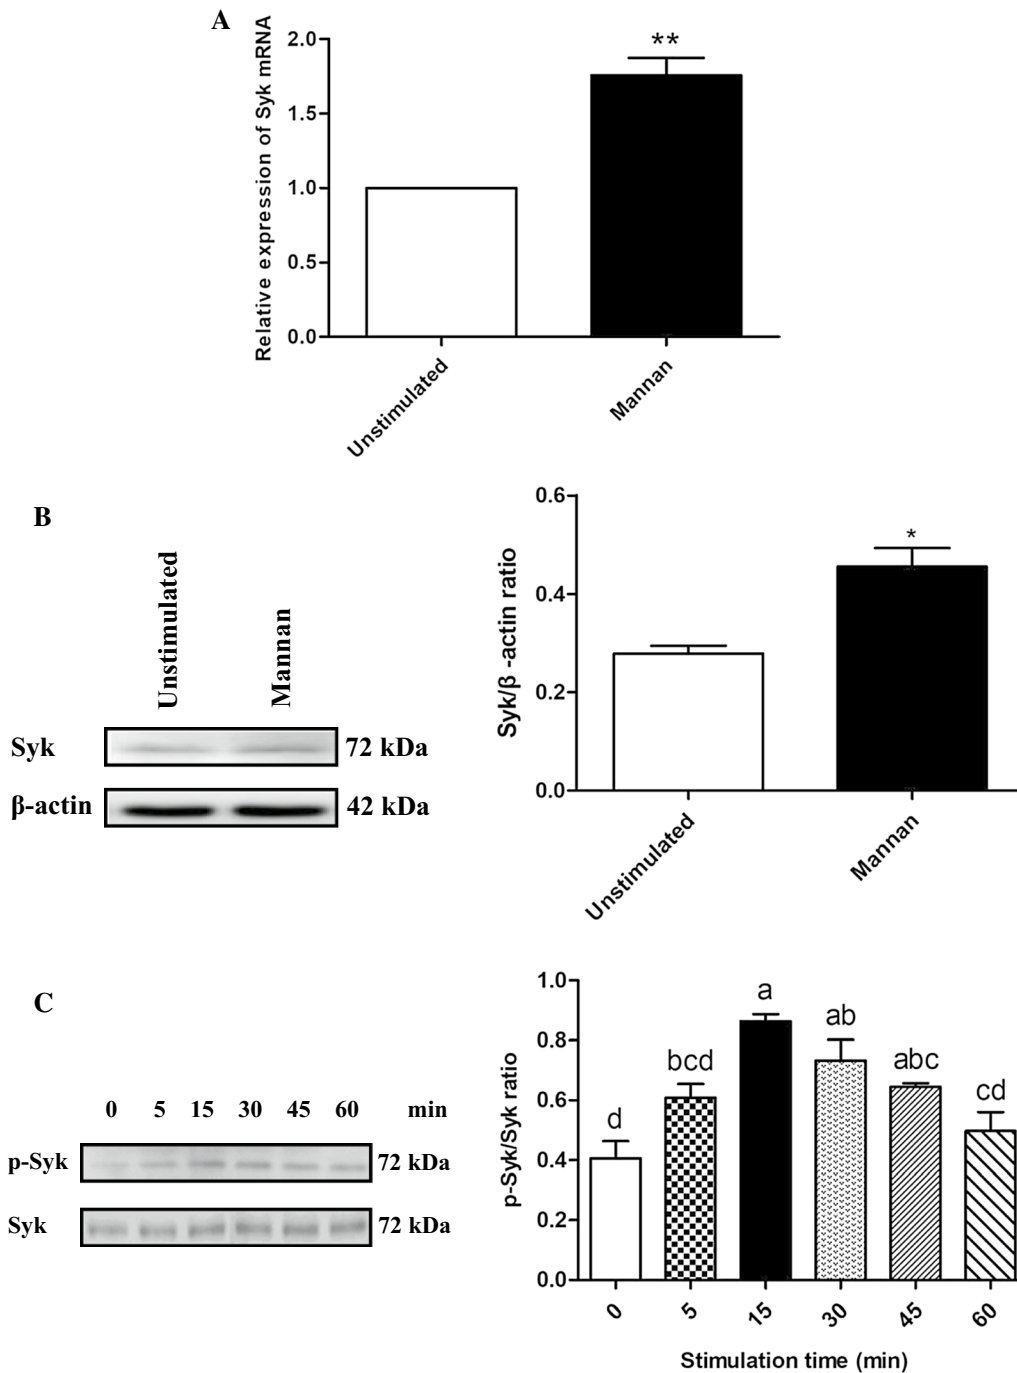 A
Relative expression of Syk mRNA
2.0
1.5
1.0
0.5
0.0
**
Unstimulated
Mannan
B
Unstimulated
Mannan
Syk
72 kDa
β-actin
42 kDa
Syk/β -actin ratio
0.6
0.4
0.2
0.0
*
Unstimulated
Mannan
C
0 5 15 30 45 60 min
p-Syk
72 kDa
Syk
72 kDa
p-Syk/Syk ratio
1.0
0.8
0.6
0.4
0.2
0.0
d
bcd
a
ab
abc
cd
0 5 15 30 45 60
Stimulation time (min)